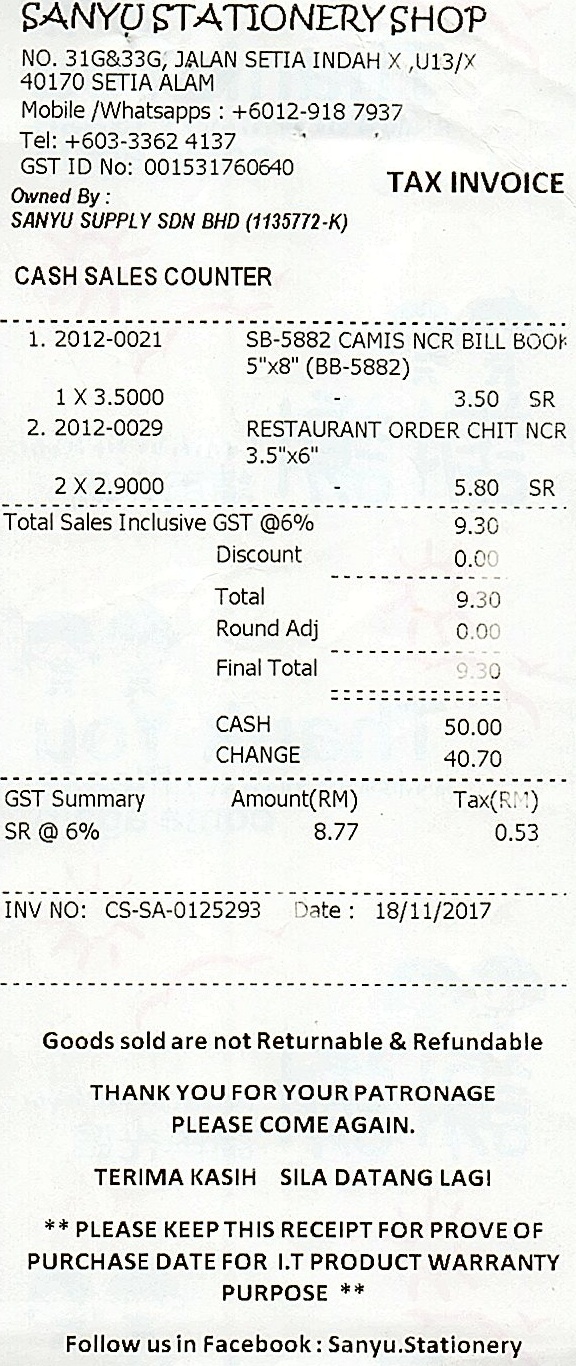 SANYU STATIONERY SHOP
NO. 31G&33G, JALAN SETIA INDAH X ,U13/X
40170 SETIA ALAM
Mobile /Whatsapps : +6012-918 7937
Tel: +603-3362 4137
GST ID No: 001531760640
TAX INVOICE
Owned By :
SANYU SUPPLY SDN BHD (1135772-K)
CASH SALES COUNTER
1. 2012-0021 SB-5882 CAMIS NCR BILL BOOK
5"x8" (BB-5882)
1 X 3.5000 - 3.50 SR
2. 2012-0029 RESTAURANT ORDER CHIT NCR
3.5"x6"
2 X 2.9000 - 5.80 SR
Total Sales Inclusive GST @6% 9.30
Discount 0.00
Total 9.30
Round Adj 0.00
Final Total 9.30
CASH 50.00
CHANGE 40.70
GST Summary Amount(RM) Tax(RM)
SR @ 6% 8.77 0.53
INV NO: CS-SA-0125293 Date : 18/11/2017
Goods sold are not Returnable & Refundable
THANK YOU FOR YOUR PATRONAGE
PLEASE COME AGAIN.
TERIMA KASIH SILA DATANG LAGI
** PLEASE KEEP THIS RECEIPT FOR PROVE OF
PURCHASE DATE FOR I.T PRODUCT WARRANTY
PURPOSE **
Follow us in Facebook : Sanyu.Stationery